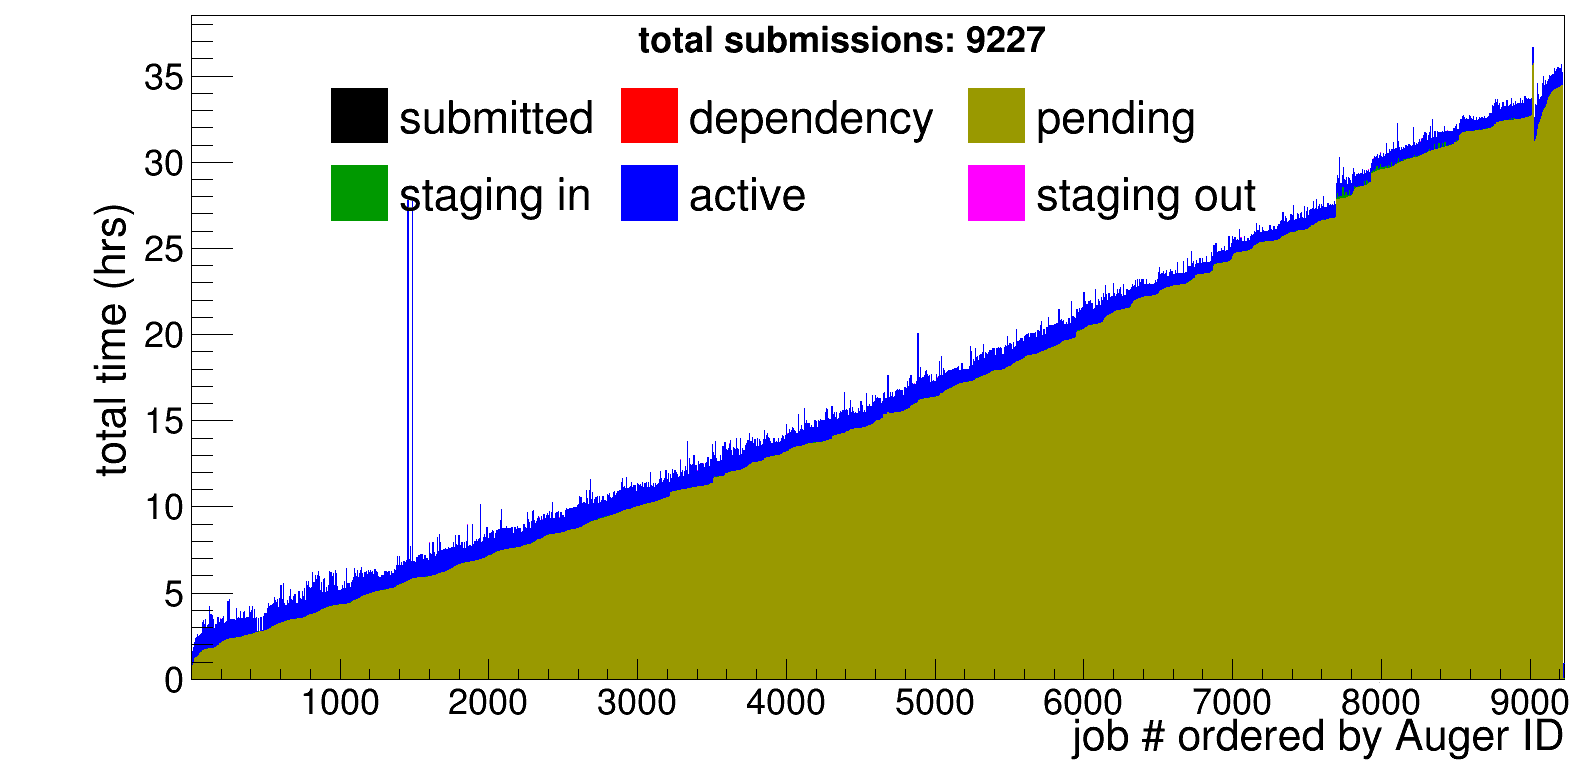 total submissions: 9227
submitted dependency pending
staging in active staging out
total time (hrs)
35
30
25
20
15
10
5
0
1000 2000 3000 4000 5000 6000 7000 8000 9000
job # ordered by Auger ID